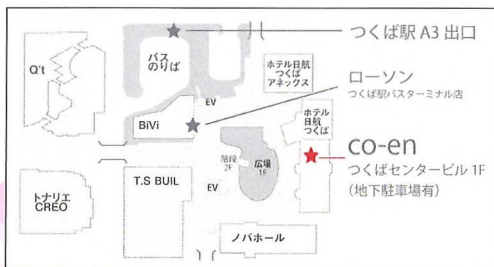 つくば駅 A3 出口
Q't
バス
のりば
ホテル日航
つくば
アネックス
ローソン
つくば駅バスターミナル店
EV
BiVi
ホテル
日航
つくば
co-en
つくばセンタービル 1F
(地下駐車場有)
階段
2F
広場
1F
トナリエ
CREO
T.S BUIL
EV
ノバホール